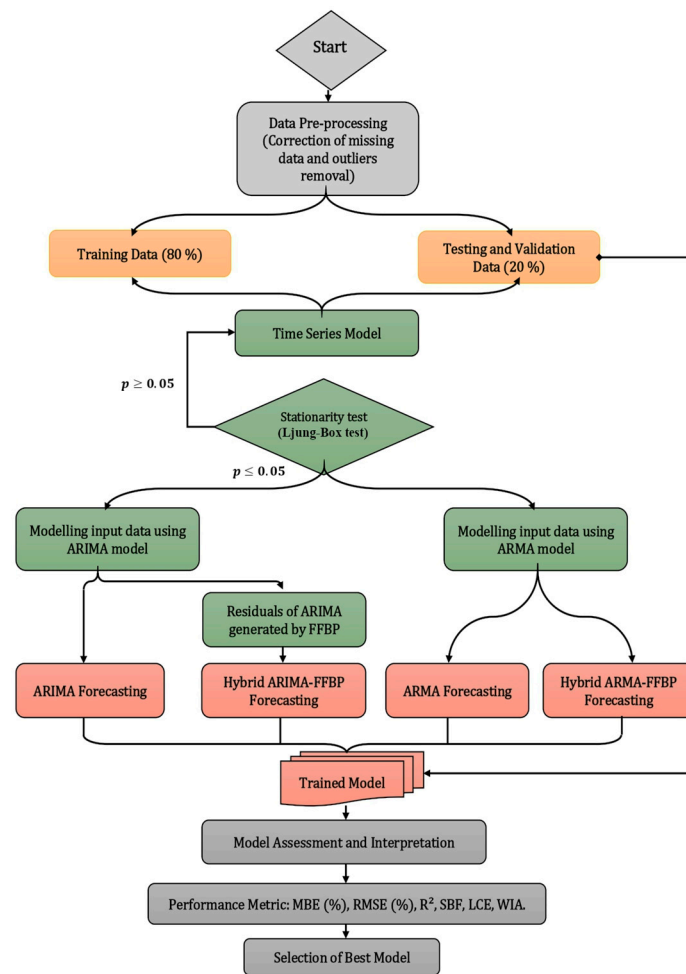 Start
Data Pre-processing
(Correction of missing
data and outliers
removal)
Training Data (80 %)
Testing and Validation
Data (20 %)
Time Series Model
p ≥ 0.05
Stationarity test
(Ljung-Box test)
p ≤ 0.05
Modelling input data using
ARIMA model
Modelling input data using
ARMA model
Residuals of ARIMA
generated by FFBP
ARIMA Forecasting
Hybrid ARIMA-FFBP
Forecasting
ARMA Forecasting
Hybrid ARMA-FFBP
Forecasting
Trained Model
Model Assessment and Interpretation
Performance Metric: MBE (%), RMSE (%), R², SBF, LCE, WIA.
Selection of Best Model